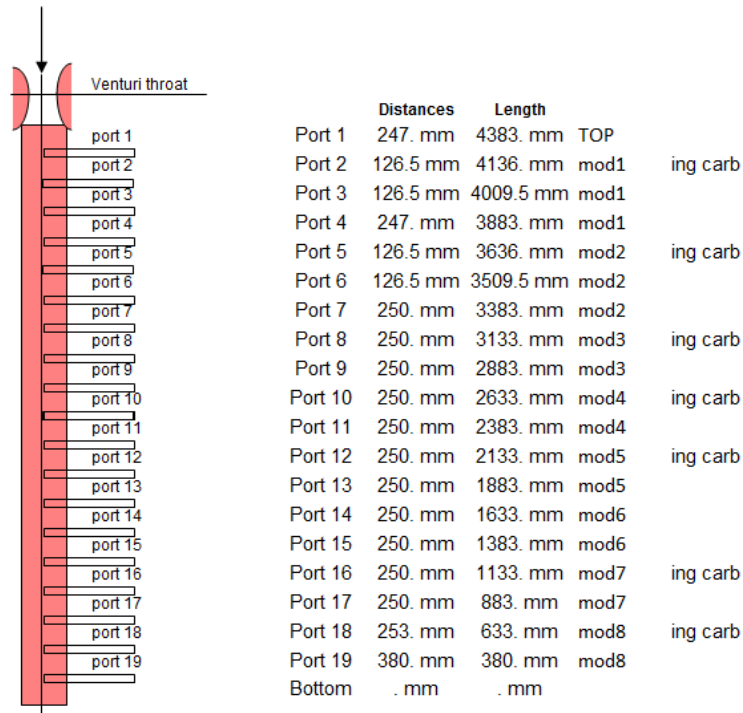 Venturi throat
Distances Length
port 1 Port 1 247. mm 4383. mm TOP
port 2 Port 2 126.5 mm 4136. mm mod1 ing carb
port 3 Port 3 126.5 mm 4009.5 mm mod1
port 4 Port 4 247. mm 3883. mm mod1
port 5 Port 5 126.5 mm 3636. mm mod2 ing carb
port 6 Port 6 126.5 mm 3509.5 mm mod2
port 7 Port 7 250. mm 3383. mm mod2
port 8 Port 8 250. mm 3133. mm mod3 ing carb
port 9 Port 9 250. mm 2883. mm mod3
port 10 Port 10 250. mm 2633. mm mod4 ing carb
port 11 Port 11 250. mm 2383. mm mod4
port 12 Port 12 250. mm 2133. mm mod5 ing carb
port 13 Port 13 250. mm 1883. mm mod5
port 14 Port 14 250. mm 1633. mm mod6
port 15 Port 15 250. mm 1383. mm mod6
port 16 Port 16 250. mm 1133. mm mod7 ing carb
port 17 Port 17 250. mm 883. mm mod7
port 18 Port 18 253. mm 633. mm mod8 ing carb
port 19 Port 19 380. mm 380. mm mod8
Bottom . mm . mm